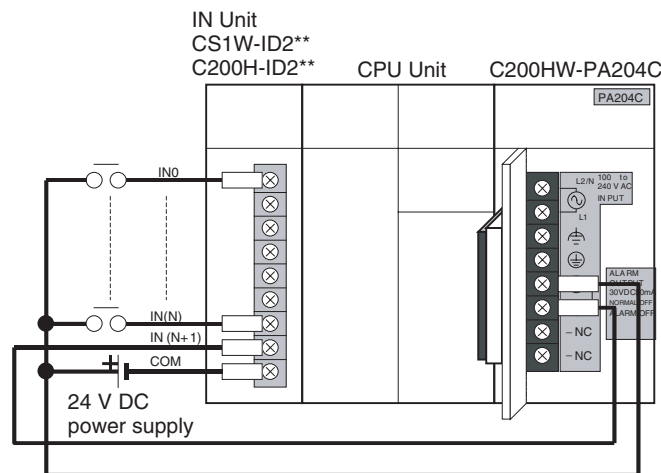 IN Unit
CS1W-ID2**
C200H-ID2**
CPU Unit
C200HW-PA204C
PA204C
IN0
L2/N
100 to
240 V AC
INPUT
L1
ALARM
30VDC
NORMAL:OFF
ALARM:OFF
IN(N)
IN (N+1)
NC
COM
NC
+
24 V DC
power supply